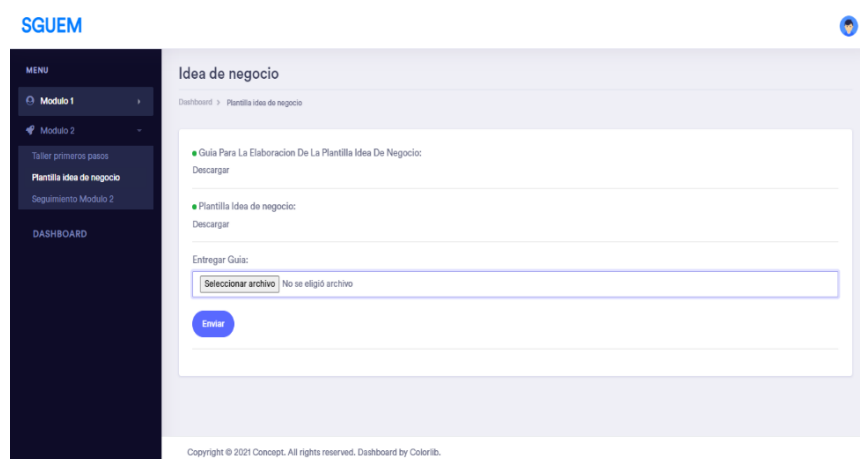 SGUEM
MENU
Modulo 1
Modulo 2
Taller primeros pasos
Plantilla idea de negocio
Seguimiento Modulo 2
DASHBOARD
Idea de negocio
Dashboard > Plantilla idea de negocio
Guia Para La Elaboracion De La Plantilla Idea De Negocio:
Descargar
Plantilla Idea de negocio:
Descargar
Entregar Guia:
Seleccionar archivo No se eligió archivo
Enviar
Copyright © 2021 Concept. All rights reserved. Dashboard by Colorlib.